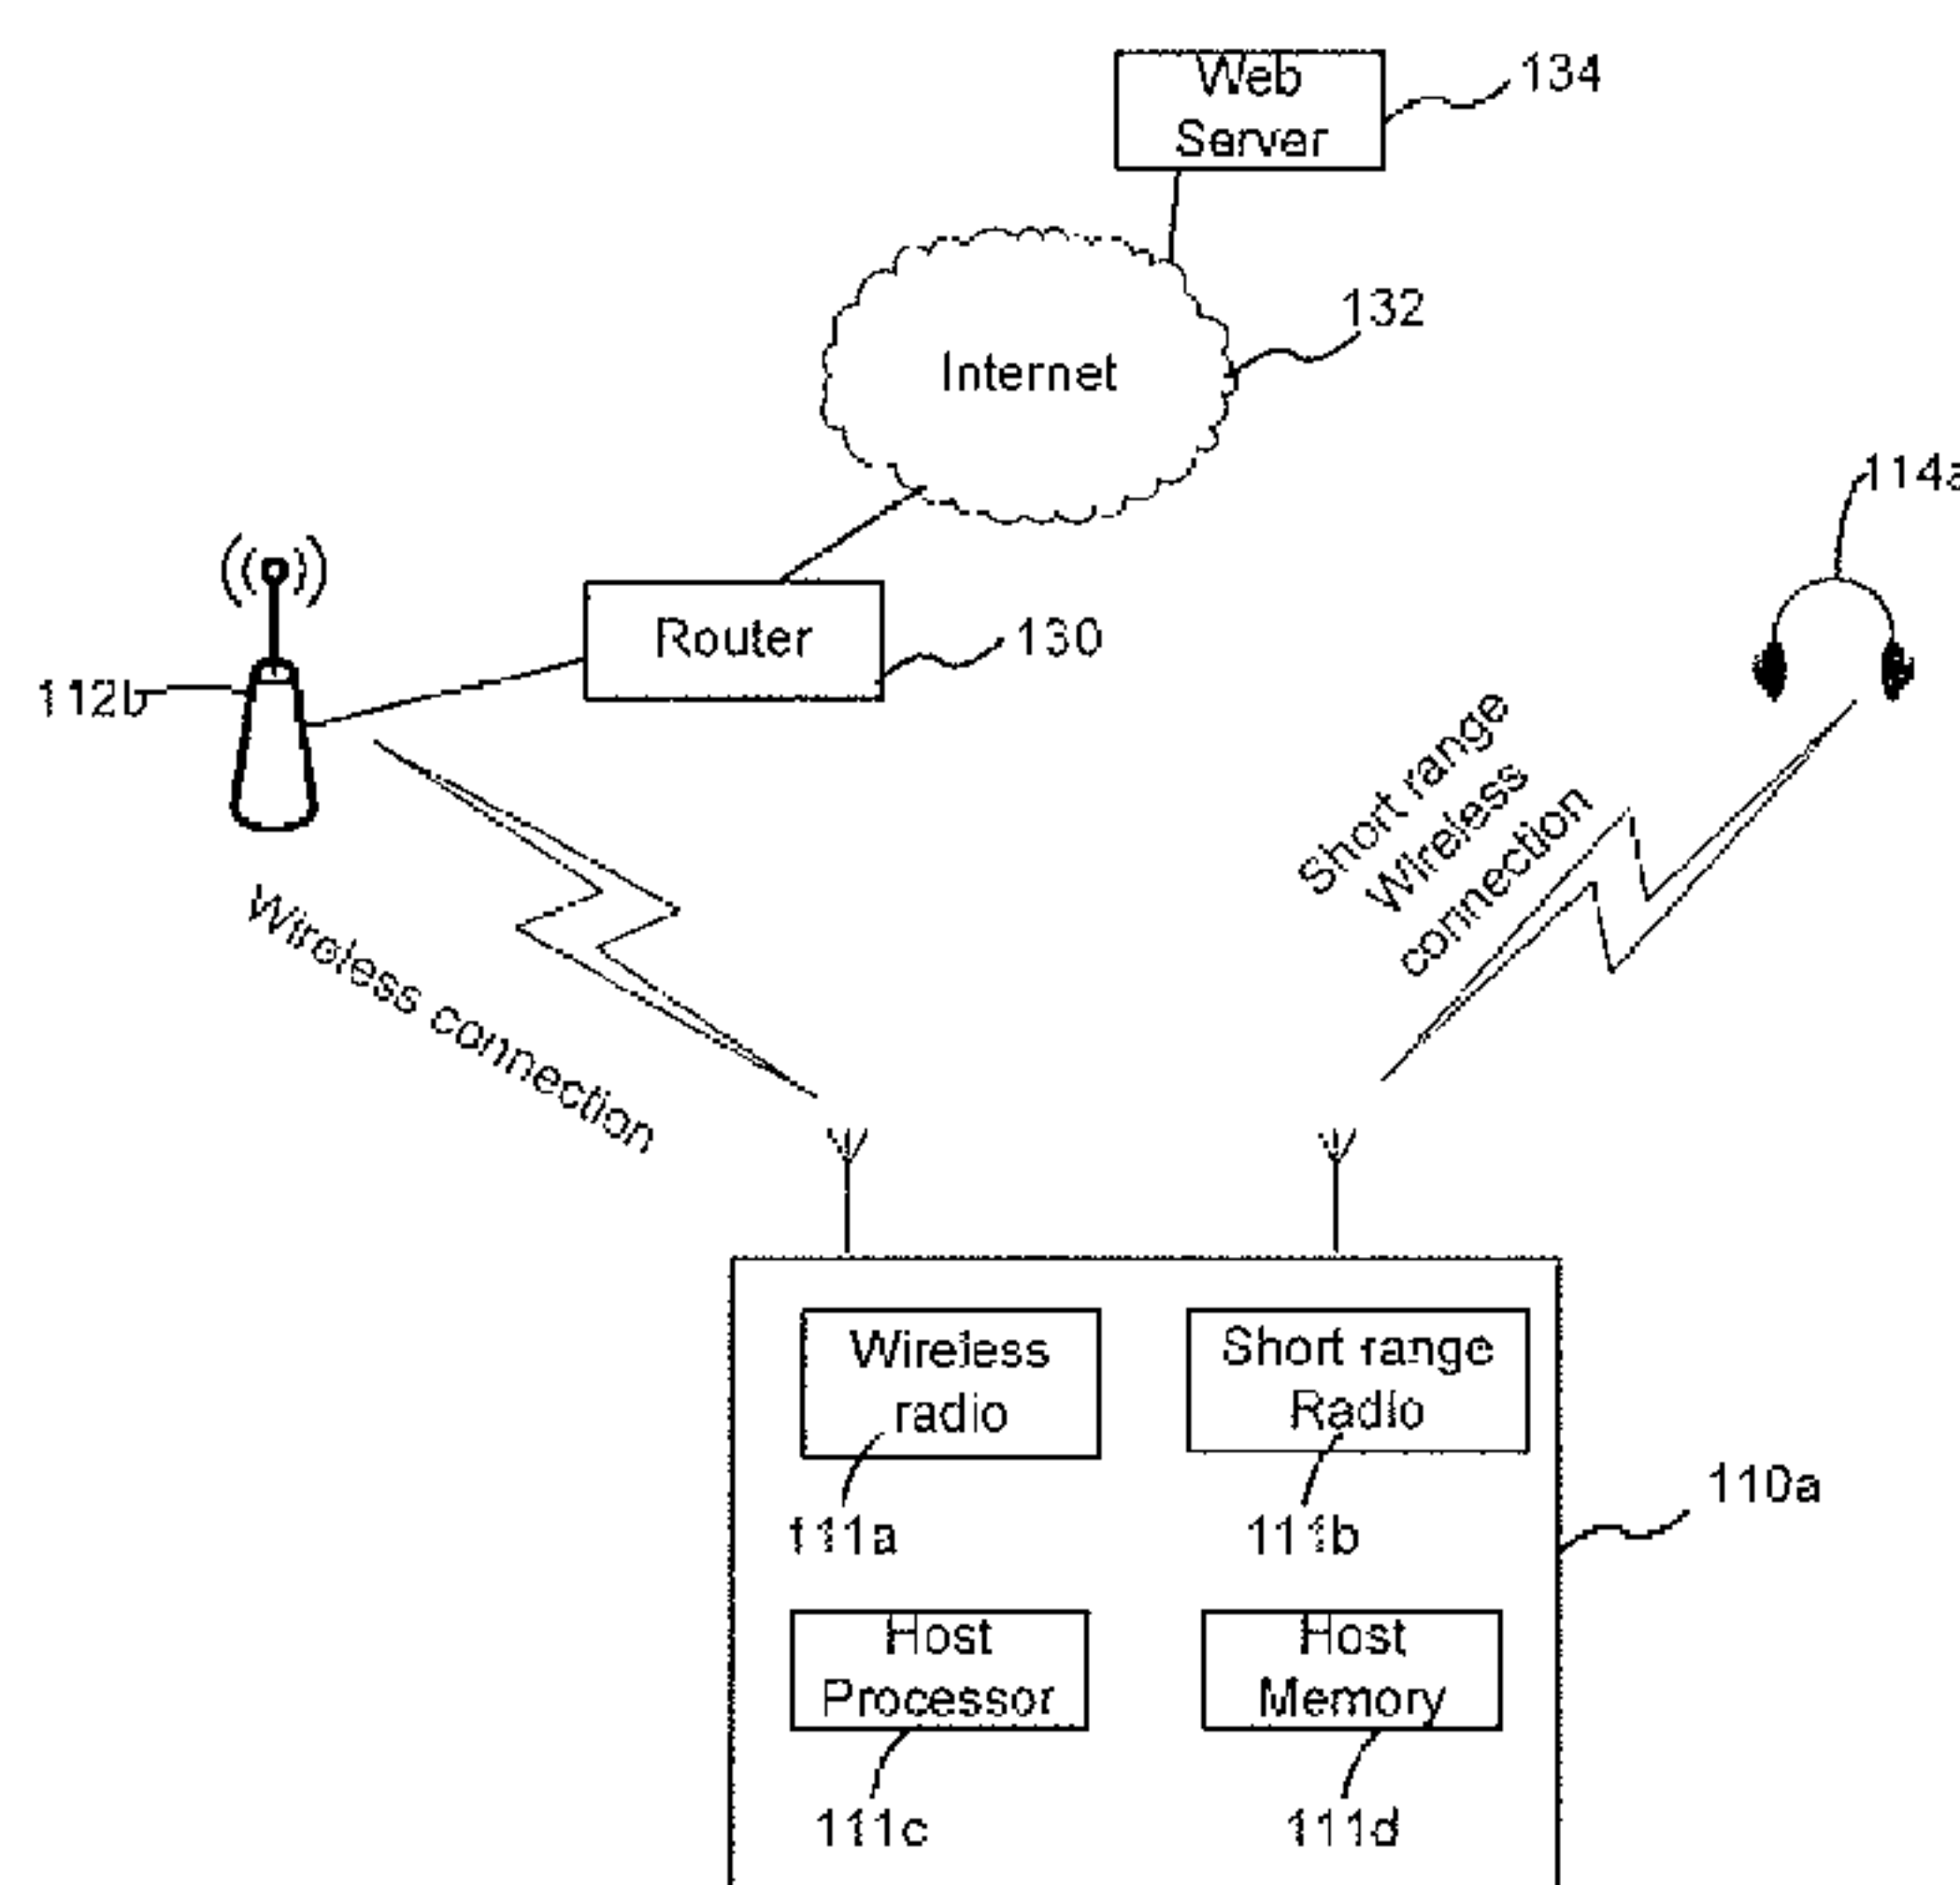 Web
Server
134
132
Internet
114a
Router
130
112b
Short range
Wireless
connection
Wireless connection
Wireless
radio
Short range
Radio
110a
111a
111b
Host
Processor
Host
Memory
111c
111d